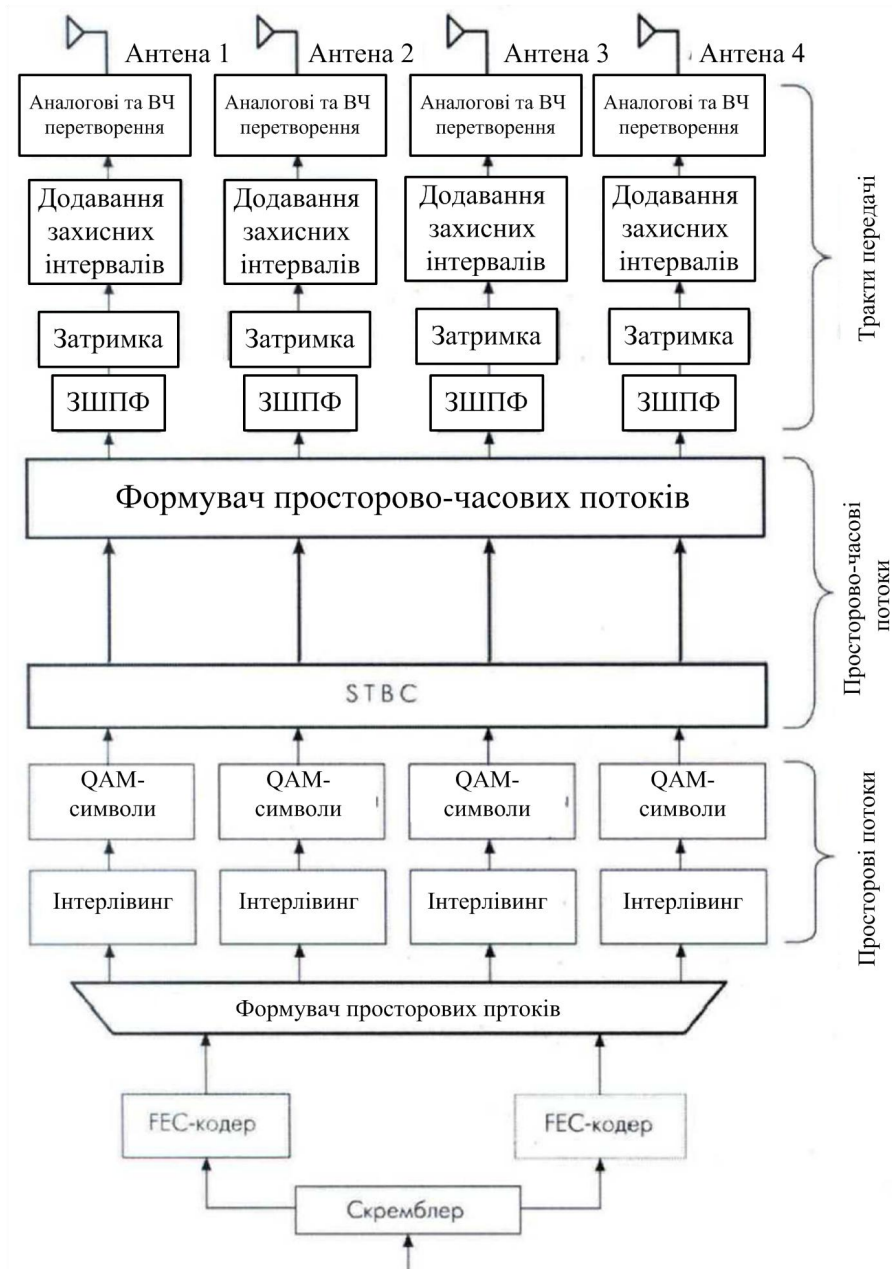 Антена 1 Антена 2 Антена 3 Антена 4
Аналогові та ВЧ перетворення
Аналогові та ВЧ перетворення
Аналогові та ВЧ перетворення
Аналогові та ВЧ перетворення
Додавання
захисних
інтервалів
Додавання
захисних
інтервалів
Додавання
захисних
інтервалів
Додавання
захисних
інтервалів
Затримка Затримка Затримка Затримка
ЗШПФ ЗШПФ ЗШПФ ЗШПФ
Тракти передачі
Формувач просторово-часових потоків
STBC
Просторово-часові
потоки
QAM-
символи
QAM-
символи
QAM-
символи
QAM-
символи
Інтерлівинг Інтерлівинг Інтерлівинг Інтерлівинг
Просторові потоки
Формувач просторових пртоків
FEC-кодер FEC-кодер
Скремблер